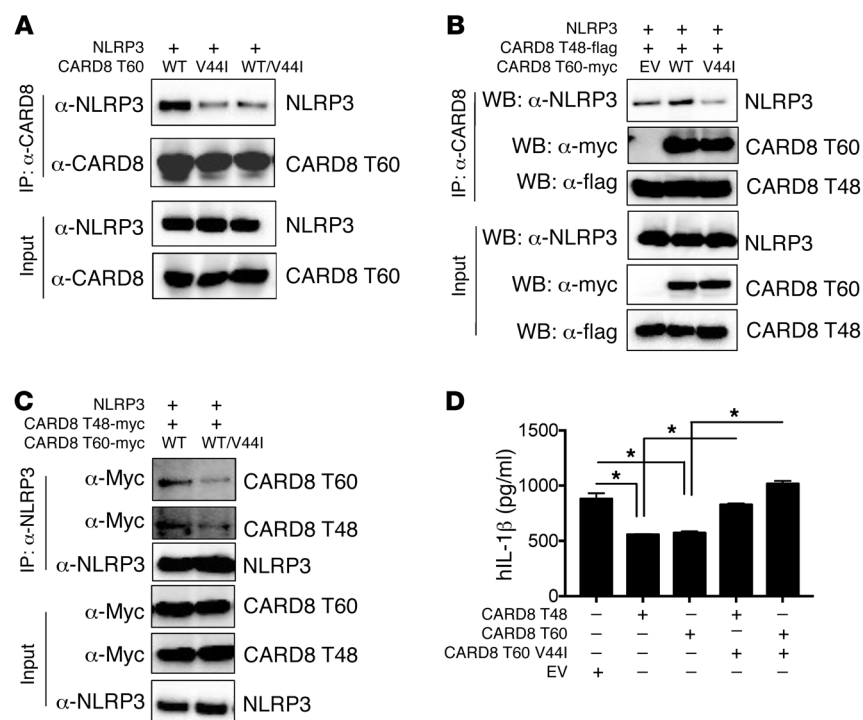 A
NLRP3 + + +
CARD8 T60 WT V44I WT/V44I
IP: α-CARD8
α-NLRP3 NLRP3
α-CARD8 CARD8 T60
Input
α-NLRP3 NLRP3
α-CARD8 CARD8 T60
B
NLRP3 + + +
CARD8 T48-flag + + +
CARD8 T60-myc EV WT V44I
IP: α-CARD8
WB: α-NLRP3 NLRP3
WB: α-myc CARD8 T60
WB: α-flag CARD8 T48
Input
WB: α-NLRP3 NLRP3
WB: α-myc CARD8 T60
WB: α-flag CARD8 T48
C
NLRP3 + +
CARD8 T48-myc + +
CARD8 T60-myc WT WT/V44I
IP: α-NLRP3
α-Myc CARD8 T60
α-Myc CARD8 T48
α-NLRP3 NLRP3
Input
α-Myc CARD8 T60
α-Myc CARD8 T48
α-NLRP3 NLRP3
D
hIL-1β (pg/ml)
1500
1000
500
0
* * * *
CARD8 T48 – + – + –
CARD8 T60 – – + – +
CARD8 T60 V44I – – – + +
EV + – – – –